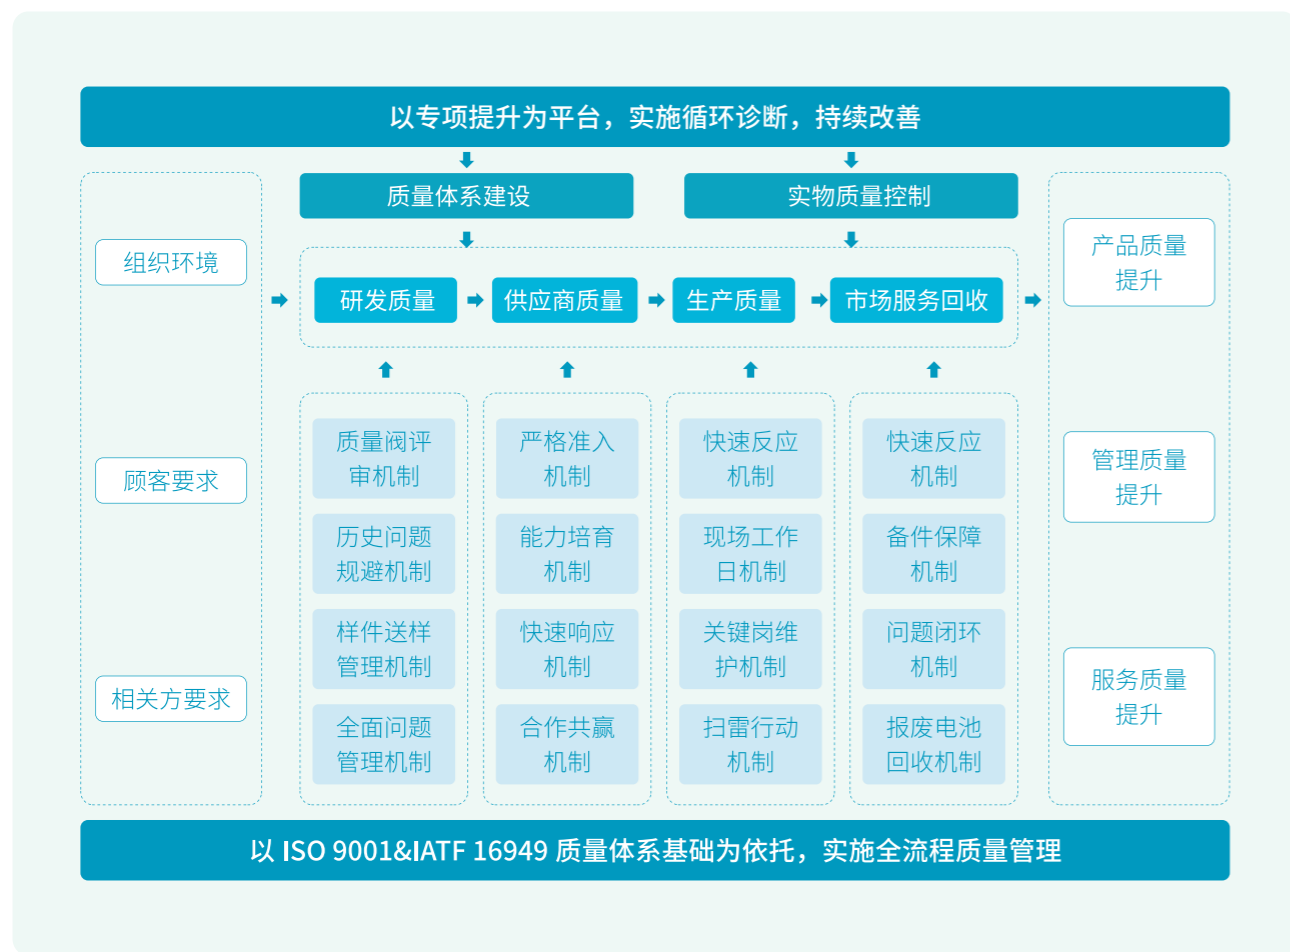 以专项提升为平台，实施循环诊断，持续改善
质量体系建设
实物质量控制
组织环境
顾客要求
相关方要求
研发质量
供应商质量
生产质量
市场服务回收
质量阀评
审机制
历史问题
规避机制
样件送样
管理机制
全面问题
管理机制
严格准入
机制
能力培育
机制
快速响应
机制
合作共赢
机制
快速反应
机制
现场工作
日机制
关键岗维
护机制
扫雷行动
机制
快速反应
机制
备件保障
机制
问题闭环
机制
报废电池
回收机制
产品质量
提升
管理质量
提升
服务质量
提升
以 ISO 9001&IATF 16949 质量体系基础为依托，实施全流程质量管理